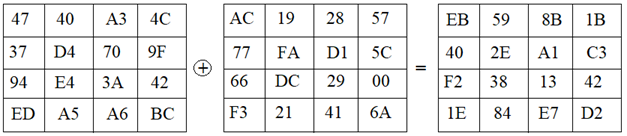 47 40 A3 4C AC 19 28 57 EB 59 8B 1B
37 D4 70 9F 77 FA D1 5C 40 2E A1 C3
94 E4 3A 42 ⊕ 66 DC 29 00 = F2 38 13 42
ED A5 A6 BC F3 21 41 6A 1E 84 E7 D2